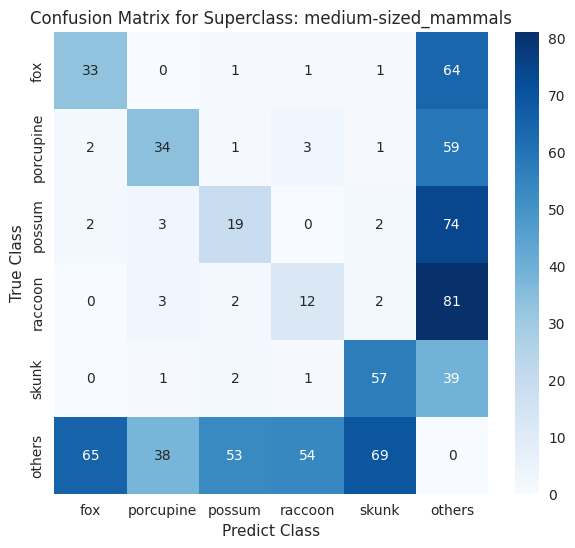 Confusion Matrix for Superclass: medium-sized_mammals
True Class
fox 33 0 1 1 1 64
porcupine 2 34 1 3 1 59
possum 2 3 19 0 2 74
raccoon 0 3 2 12 2 81
skunk 0 1 2 1 57 39
others 65 38 53 54 69 0
fox porcupine possum raccoon skunk others
Predict Class
80
70
60
50
40
30
20
10
0